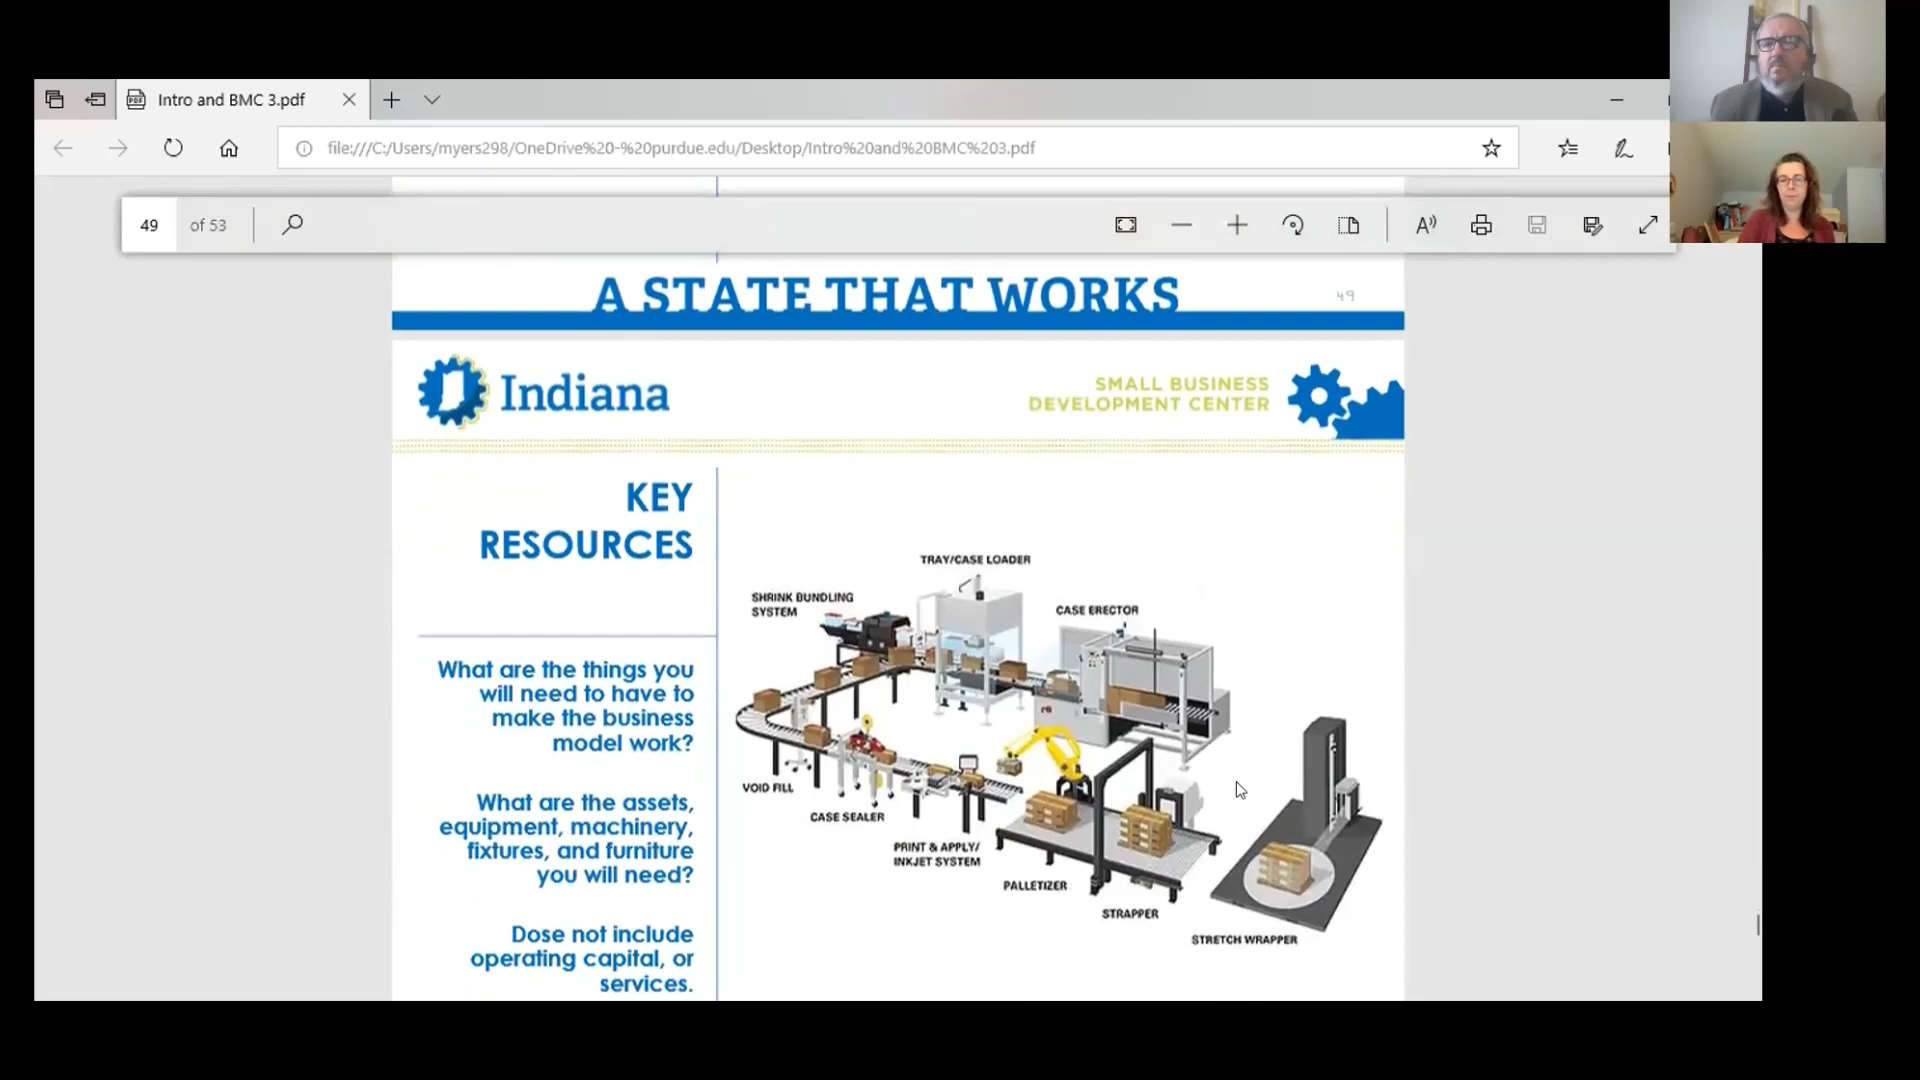 Intro and BMC 3.pdf
file:///C:/Users/myers298/OneDrive%20-%20purdue.edu/Desktop/Intro%20and%20BMC%203.pdf
49 of 53
A STATE THAT WORKS
49
Indiana
SMALL BUSINESS
DEVELOPMENT CENTER
KEY
RESOURCES
What are the things you
will need to have to
make the business
model work?
What are the assets,
equipment, machinery,
fixtures, and furniture
you will need?
Dose not include
operating capital, or
services.
TRAY/CASE LOADER
SHRINK BUNDLING
SYSTEM
CASE ERECTOR
VOID FILL
CASE SEALER
PRINT & APPLY/
INKJET SYSTEM
PALLETIZER
STRAPPER
STRETCH WRAPPER